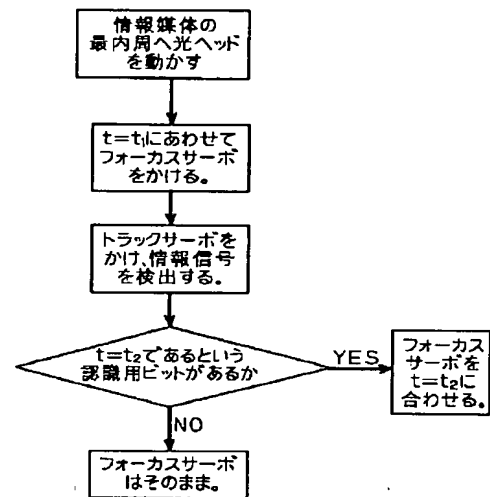 情報媒体の
最内周へ光ヘッド
を動かす
t=t₁にあわせて
フォーカスサーボ
をかける。
トラックサーボを
かけ、情報信号
を検出する。
t=t₂であるという
認識用ビットがあるか
YES
フォーカス
サーボを
t=t₂に
合わせる。
NO
フォーカスサーボ
はそのまま。